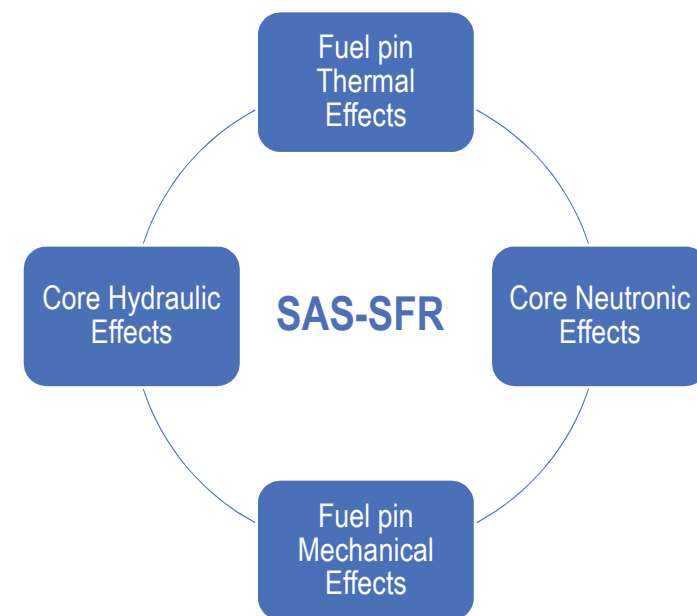 Fuel pin
Thermal
Effects
Core Hydraulic
Effects
SAS-SFR
Core Neutronic
Effects
Fuel pin
Mechanical
Effects